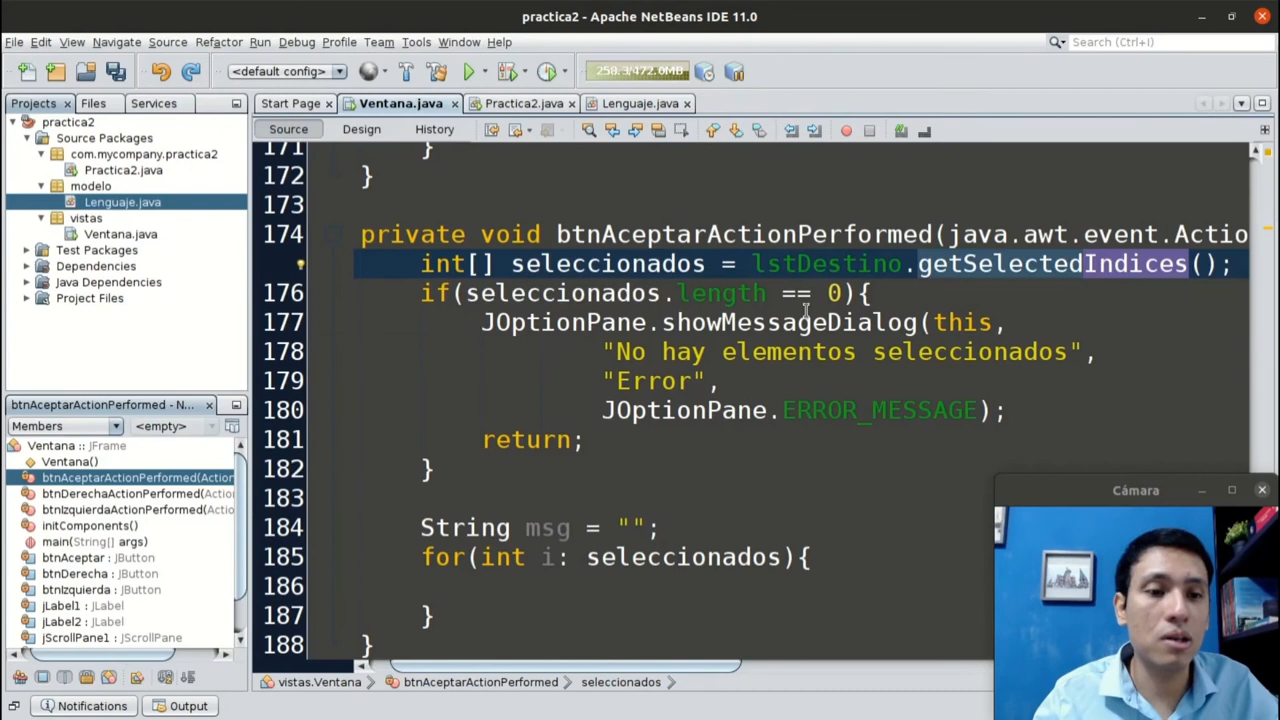 practica2 - Apache NetBeans IDE 11.0
File Edit View Navigate Source Refactor Run Debug Profile Team Tools Window Help
Search (Ctrl+I)
<default config>
258.3/472.0MB
Projects Files Services
Start Page Ventana.java Practica2.java Lenguaje.java
Source Design History
practica2
Source Packages
com.mycompany.practica2
Practica2.java
modelo
Lenguaje.java
vistas
Ventana.java
Test Packages
Dependencies
Java Dependencies
Project Files
btnAceptarActionPerformed - N...
Members
<empty>
Ventana :: JFrame
Ventana()
btnAceptarActionPerformed(Action
btnDerechaActionPerformed(Actio
btnIzquierdaActionPerformed(Actio
initComponents()
main(String[] args)
btnAceptar : JButton
btnDerecha : JButton
btnIzquierda : JButton
jLabel1 : JLabel
jLabel2 : JLabel
jScrollPane1 : JScrollPane
171 }
172 }
173
174 private void btnAceptarActionPerformed(java.awt.event.Actio
int[] seleccionados = lstDestino.getSelectedIndices();
176 if(seleccionados.length == 0){
177 JOptionPane.showMessageDialog(this,
178 "No hay elementos seleccionados",
179 "Error",
180 JOptionPane.ERROR_MESSAGE);
181 return;
182 }
183
184 String msg = "";
185 for(int i: seleccionados){
186
187 }
188 }
Cámara
vistas.Ventana btnAceptarActionPerformed seleccionados
Notifications Output